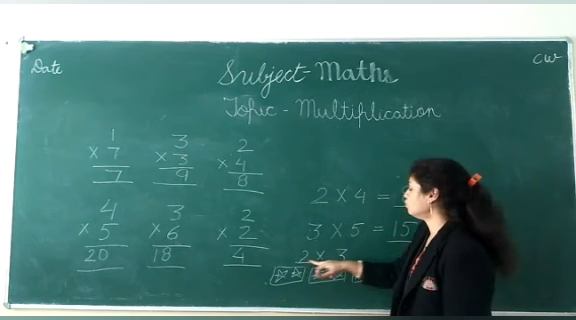 Date
CW
Subject-Maths
Topic - Multiplication
1
× 7
7
3
× 3
9
2
× 4
8
4
× 5
20
3
× 6
18
2
× 2
4
2 × 4 =
3 × 5 = 15
2 × 3